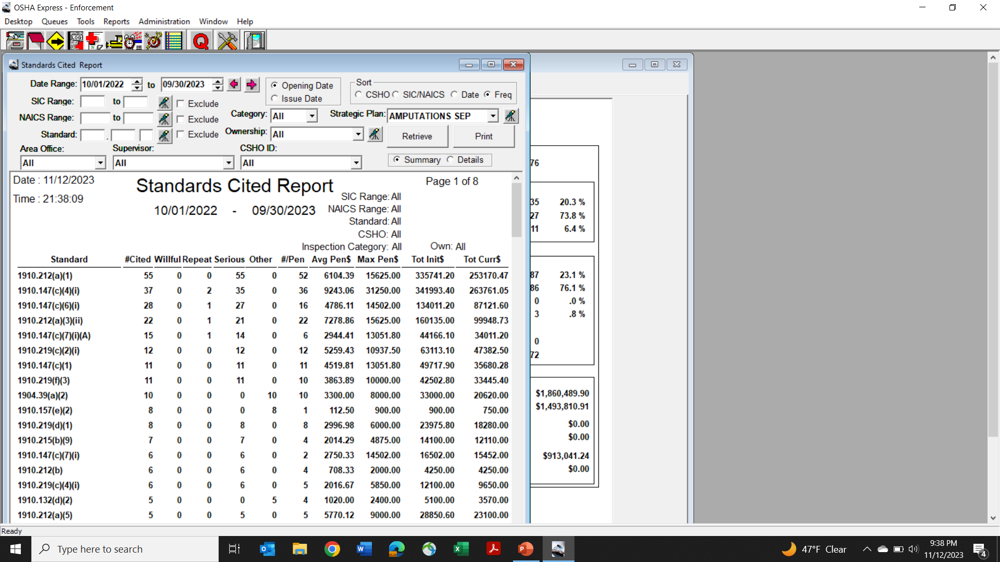 OSHA Express - Enforcement
Desktop Queues Tools Reports Administration Window Help
LOG
OK
Q
Standards Cited Report
Date Range: 10/01/2022 to 09/30/2023
Opening Date
Issue Date
Sort
CSHO SIC/NAICS Date Freq
SIC Range: to Exclude
NAICS Range: to Exclude
Category: All Strategic Plan: AMPUTATIONS SEP
Standard: . Exclude
Ownership: All
Retrieve Print
Area Office: Supervisor: CSHO ID:
All All All
Summary Details
Date : 11/12/2023
Standards Cited Report
Page 1 of 8
Time : 21:38:09
SIC Range: All
10/01/2022 - 09/30/2023
NAICS Range: All
Standard: All
CSHO: All
Inspection Category: All Own: All
Standard #Cited Willful Repeat Serious Other #/Pen Avg Pen$ Max Pen$ Tot Init$ Tot Curr$
1910.212(a)(1) 55 0 0 55 0 52 6104.39 15625.00 335741.20 253170.47
1910.147(c)(4)(i) 37 0 2 35 0 36 9243.06 31250.00 341993.40 263761.05
1910.147(c)(6)(i) 28 0 1 27 0 16 4786.11 14502.00 134011.20 87121.60
1910.212(a)(3)(ii) 22 0 1 21 0 22 7278.86 15625.00 160135.00 99948.73
1910.147(c)(7)(i)(A) 15 0 1 14 0 6 2944.41 13051.80 44166.10 34011.20
1910.219(c)(2)(i) 12 0 0 12 0 12 5259.43 10937.50 63113.10 47382.50
1910.147(c)(1) 11 0 0 11 0 11 4519.81 13051.80 49717.90 35680.28
1910.219(f)(3) 11 0 0 11 0 10 3863.89 10000.00 42502.80 33445.40
1904.39(a)(2) 10 0 0 0 10 10 3300.00 8000.00 33000.00 20620.00
1910.157(e)(2) 8 0 0 0 8 1 112.50 900.00 900.00 750.00
1910.219(d)(1) 8 0 0 8 0 8 2996.98 6000.00 23975.80 18280.00
1910.215(b)(9) 7 0 0 7 0 4 2014.29 4875.00 14100.00 12110.00
1910.147(c)(7)(i) 6 0 0 6 0 2 2750.33 14502.00 16502.00 15452.00
1910.212(b) 6 0 0 6 0 4 708.33 2000.00 4250.00 4250.00
1910.219(c)(4)(i) 6 0 0 6 0 5 2016.67 5850.00 12100.00 9650.00
1910.132(d)(2) 5 0 0 0 5 4 1020.00 2400.00 5100.00 3570.00
1910.212(a)(5) 5 0 0 5 0 5 5770.12 9000.00 28850.60 23100.00
76
35 20.3 %
27 73.8 %
11 6.4 %
87 23.1 %
86 76.1 %
0 .0 %
3 .8 %
0
72
$1,860,489.90
$1,493,810.91
$0.00
$0.00
$913,041.24
$0.00
Ready
Type here to search
47°F Clear
9:38 PM
11/12/2023
4